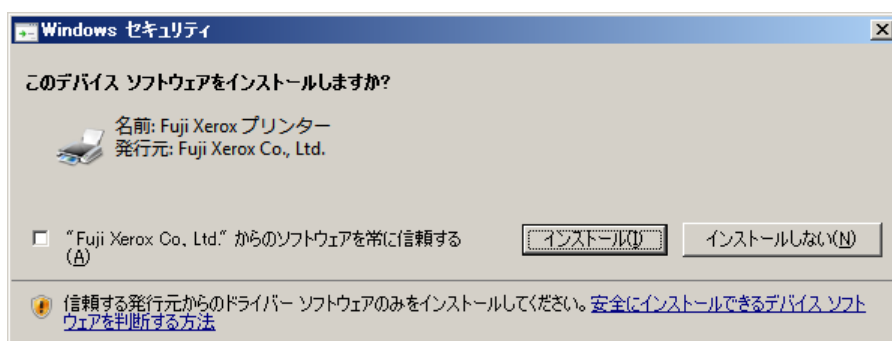 Windows セキュリティ
このデバイス ソフトウェアをインストールしますか?
名前: Fuji Xerox プリンター
発行元: Fuji Xerox Co., Ltd.
“Fuji Xerox Co., Ltd.” からのソフトウェアを常に信頼する
(A)
インストール(I)
インストールしない(N)
信頼する発行元からのドライバー ソフトウェアのみをインストールしてください。安全にインストールできるデバイス ソフト
ウェアを判断する方法